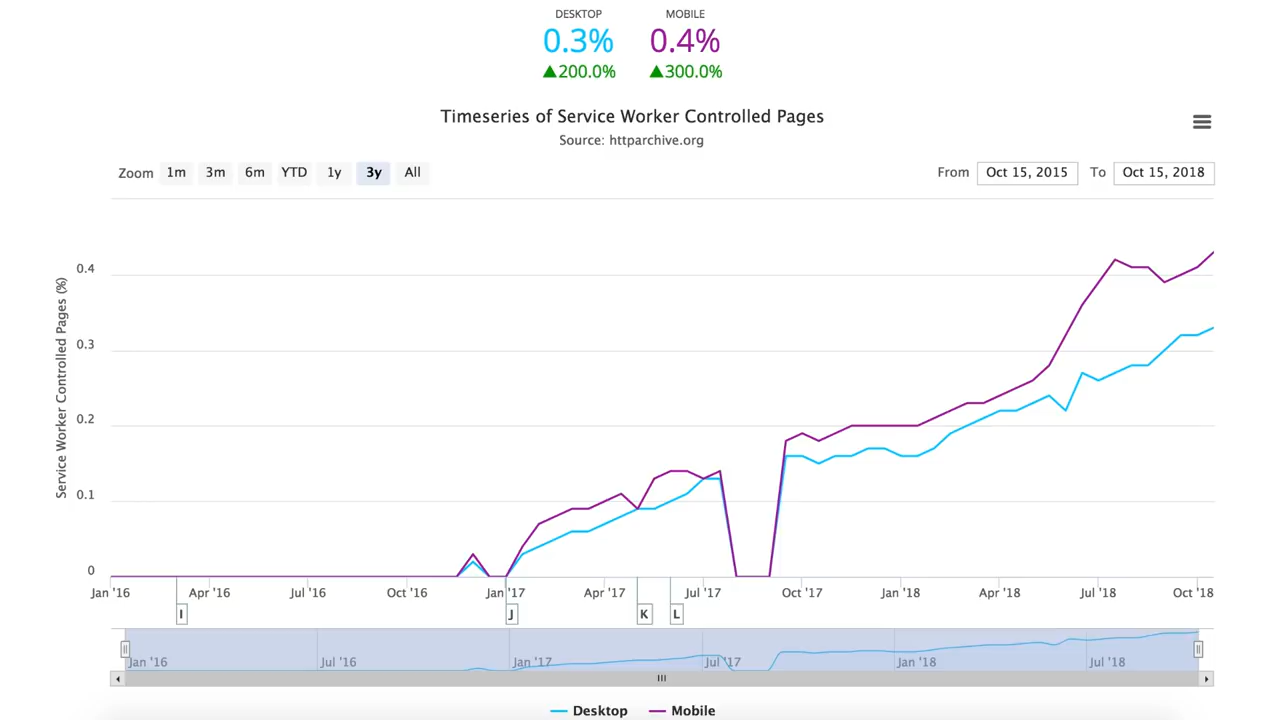 DESKTOP MOBILE
0.3% 0.4%
▲200.0% ▲300.0%
Timeseries of Service Worker Controlled Pages
Source: httparchive.org
Zoom 1m 3m 6m YTD 1y 3y All From Oct 15, 2015 To Oct 15, 2018
Service Worker Controlled Pages (%)
0.4
0.3
0.2
0.1
0
Jan '16 Apr '16 Jul '16 Oct '16 Jan '17 Apr '17 Jul '17 Oct '17 Jan '18 Apr '18 Jul '18 Oct '18
I J K L
Jan '16 Jul '16 Jan '17 Jul '17 Jan '18 Jul '18
Desktop Mobile